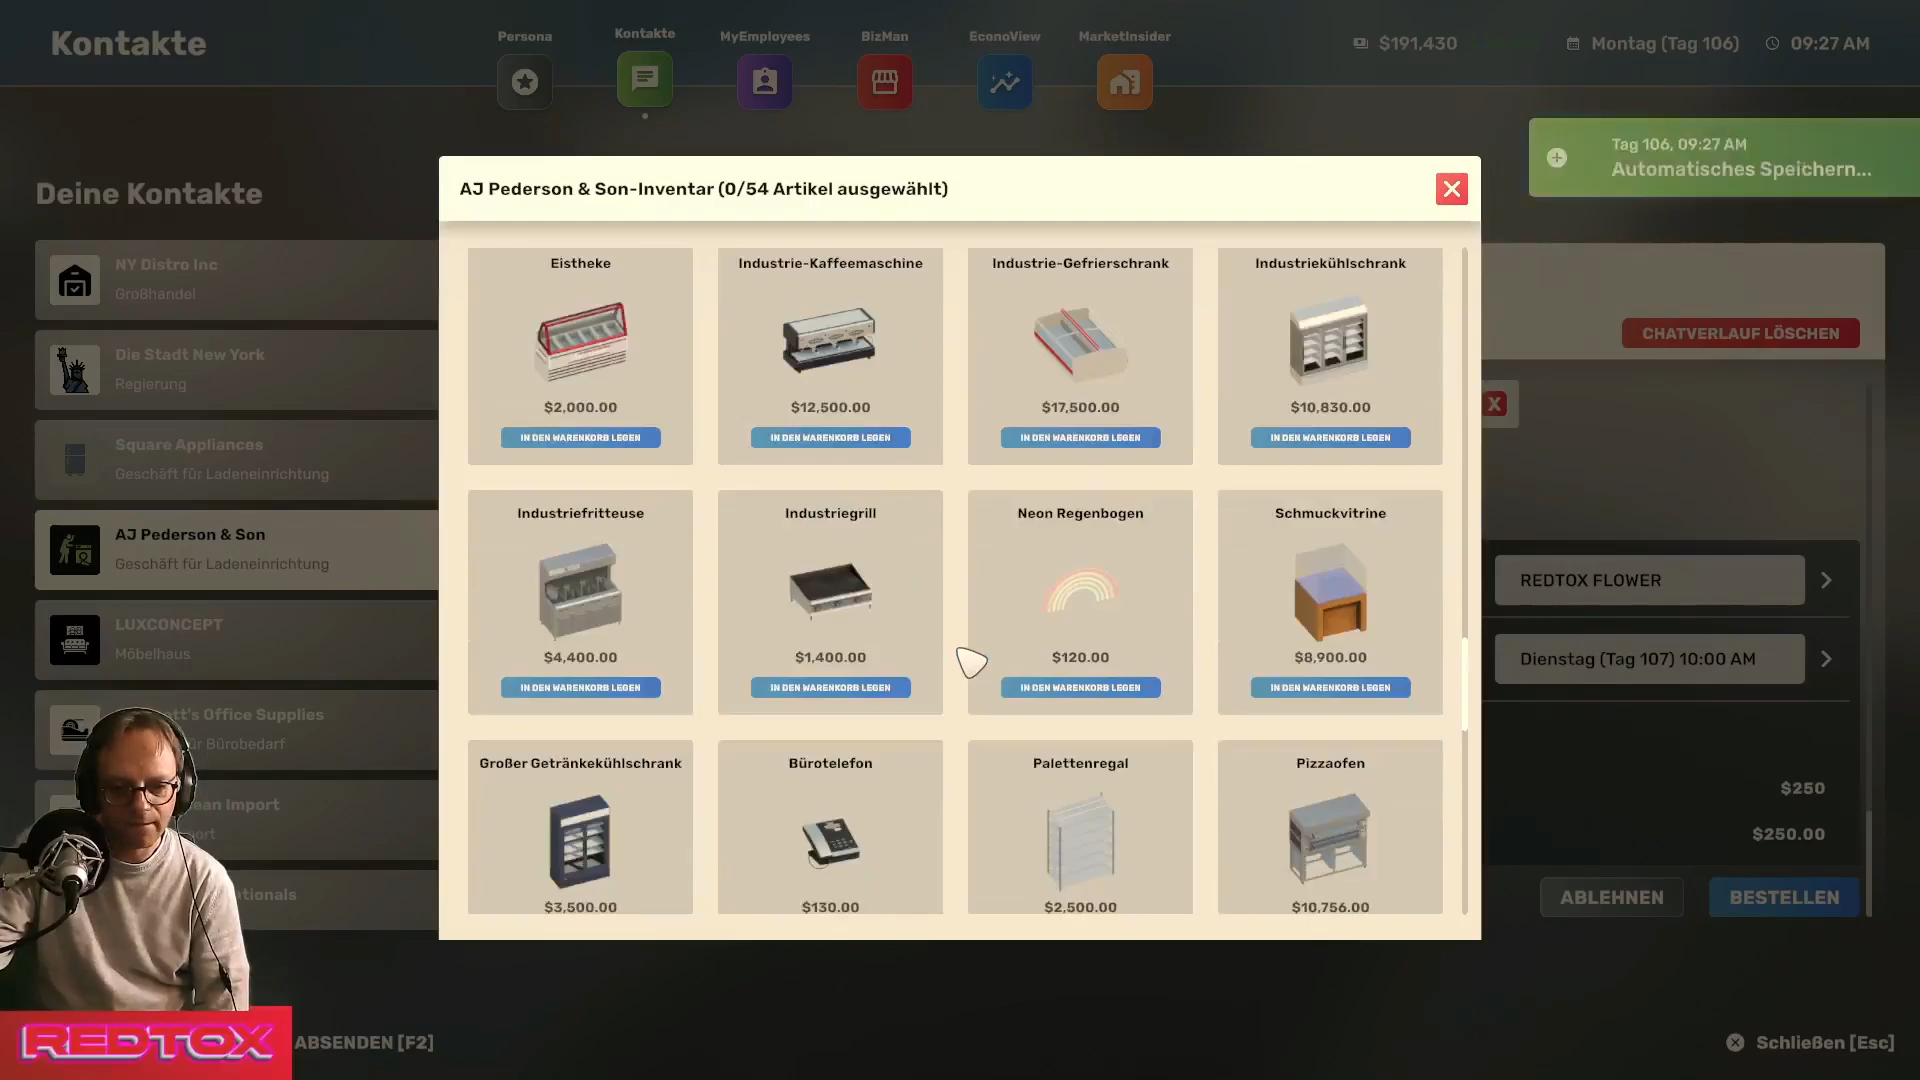 Kontakte
Persona
Kontakte
MyEmployees
BizMan
EconoView
MarketInsider
$191,430
Montag (Tag 106)
09:27 AM
Tag 106, 09:27 AM
Automatisches Speichern...
Deine Kontakte
NY Distro Inc
Großhandel
Die Stadt New York
Regierung
Square Appliances
Geschäft für Ladeneinrichtung
AJ Pederson & Son
Geschäft für Ladeneinrichtung
LUXCONCEPT
Möbelhaus
Office Supplies
Bürobedarf
Import
AJ Pederson & Son-Inventar (0/54 Artikel ausgewählt)
Eistheke
Industrie-Kaffeemaschine
Industrie-Gefrierschrank
Industriekühlschrank
$2,000.00
$12,500.00
$17,500.00
$10,830.00
IN DEN WARENKORB LEGEN
IN DEN WARENKORB LEGEN
IN DEN WARENKORB LEGEN
IN DEN WARENKORB LEGEN
Industriefritteuse
Industriegrill
Neon Regenbogen
Schmuckvitrine
$4,400.00
$1,400.00
$120.00
$8,900.00
IN DEN WARENKORB LEGEN
IN DEN WARENKORB LEGEN
IN DEN WARENKORB LEGEN
IN DEN WARENKORB LEGEN
Großer Getränkekühlschrank
Bürotelefon
Palettenregal
Pizzaofen
$3,500.00
$130.00
$2,500.00
$10,756.00
CHATVERLAUF LÖSCHEN
X
REDTOX FLOWER
Dienstag (Tag 107) 10:00 AM
$250
$250.00
ABLEHNEN
BESTELLEN
REDTOX
ABSENDEN [F2]
Schließen [Esc]